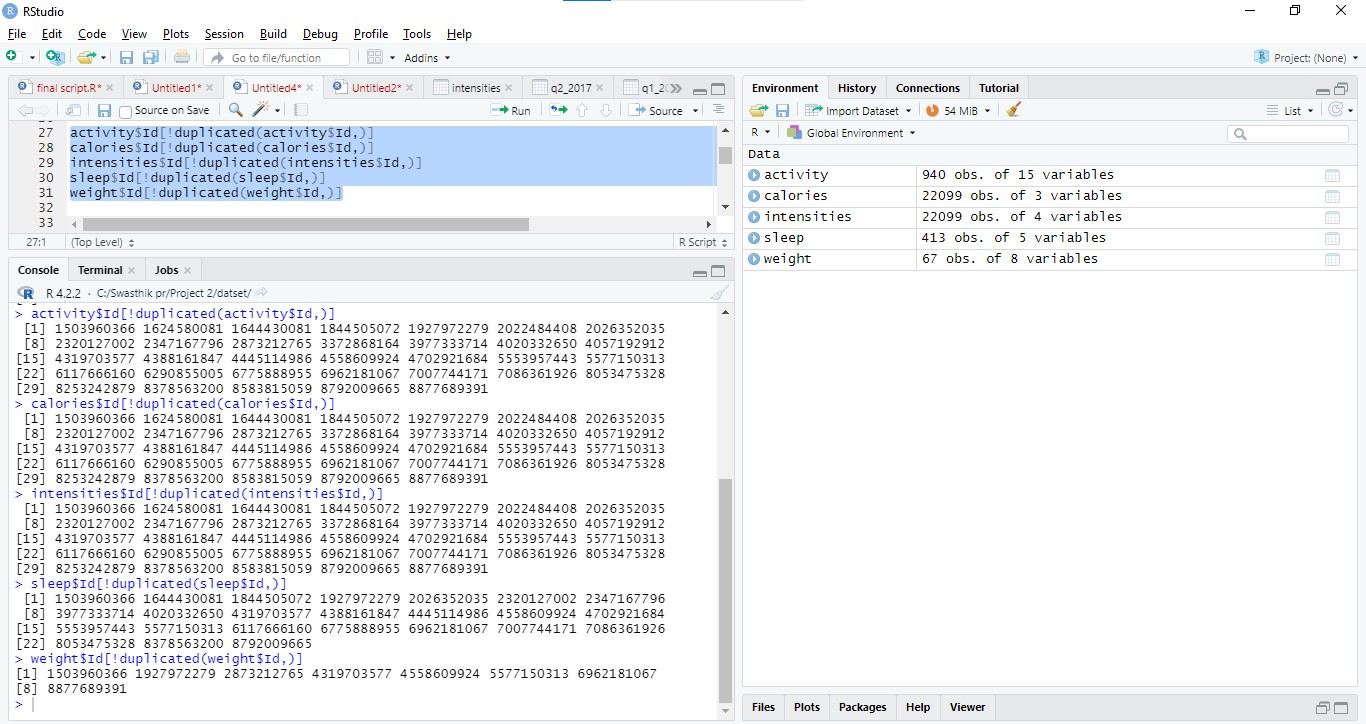 RStudio
File Edit Code View Plots Session Build Debug Profile Tools Help
Go to file/function Addins Project: (None)
final script.R* Untitled1* Untitled4* Untitled2* intensities q2_2017
Source on Save Run Source
27 activity$Id[!duplicated(activity$Id,)]
28 calories$Id[!duplicated(calories$Id,)]
29 intensities$Id[!duplicated(intensities$Id,)]
30 sleep$Id[!duplicated(sleep$Id,)]
31 weight$Id[!duplicated(weight$Id,)]
32
33
27:1 (Top Level) R Script
Console Terminal Jobs
R 4.2.2 · C:/Swasthik pr/Project 2/datset/
> activity$Id[!duplicated(activity$Id,)]
[1] 1503960366 1624580081 1644430081 1844505072 1927972279 2022484408 2026352035
[8] 2320127002 2347167796 2873212765 3372868164 3977333714 4020332650 4057192912
[15] 4319703577 4388161847 4445114986 4558609924 4702921684 5553957443 5577150313
[22] 6117666160 6290855005 6775888955 6962181067 7007744171 7086361926 8053475328
[29] 8253242879 8378563200 8583815059 8792009665 8877689391
> calories$Id[!duplicated(calories$Id,)]
[1] 1503960366 1624580081 1644430081 1844505072 1927972279 2022484408 2026352035
[8] 2320127002 2347167796 2873212765 3372868164 3977333714 4020332650 4057192912
[15] 4319703577 4388161847 4445114986 4558609924 4702921684 5553957443 5577150313
[22] 6117666160 6290855005 6775888955 6962181067 7007744171 7086361926 8053475328
[29] 8253242879 8378563200 8583815059 8792009665 8877689391
> intensities$Id[!duplicated(intensities$Id,)]
[1] 1503960366 1624580081 1644430081 1844505072 1927972279 2022484408 2026352035
[8] 2320127002 2347167796 2873212765 3372868164 3977333714 4020332650 4057192912
[15] 4319703577 4388161847 4445114986 4558609924 4702921684 5553957443 5577150313
[22] 6117666160 6290855005 6775888955 6962181067 7007744171 7086361926 8053475328
[29] 8253242879 8378563200 8583815059 8792009665 8877689391
> sleep$Id[!duplicated(sleep$Id,)]
[1] 1503960366 1644430081 1844505072 1927972279 2026352035 2320127002 2347167796
[8] 3977333714 4020332650 4319703577 4388161847 4445114986 4558609924 4702921684
[15] 5553957443 5577150313 6117666160 6775888955 6962181067 7007744171 7086361926
[22] 8053475328 8378563200 8792009665
> weight$Id[!duplicated(weight$Id,)]
[1] 1503960366 1927972279 2873212765 4319703577 4558609924 5577150313 6962181067
[8] 8877689391
>
Environment History Connections Tutorial
Import Dataset 54 MiB List
R Global Environment
Data
activity 940 obs. of 15 variables
calories 22099 obs. of 3 variables
intensities 22099 obs. of 4 variables
sleep 413 obs. of 5 variables
weight 67 obs. of 8 variables
Files Plots Packages Help Viewer